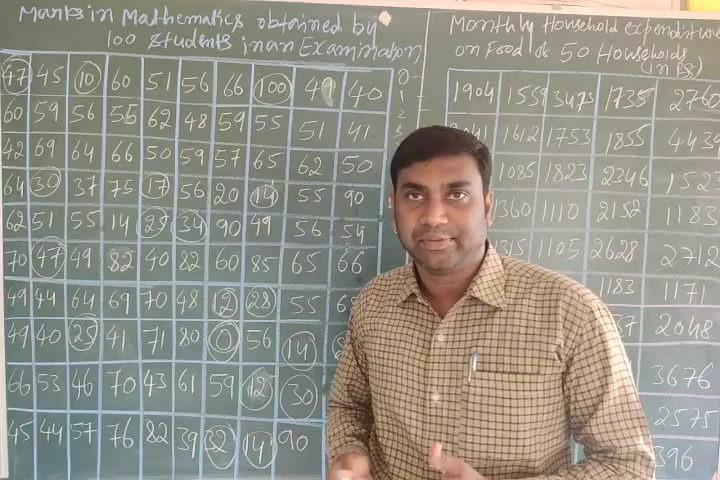 Marks in Mathematics obtained by
100 Students in an Examination
47 45 10 60 51 56 66 100 49 40
60 59 56 55 62 48 59 55 51 41
42 69 64 66 50 59 57 65 62 50
64 30 37 75 17 56 20 14 55 90
62 51 55 14 25 34 90 49 56 54
70 47 49 82 40 82 60 85 65 66
49 44 64 69 70 48 12 28 55
49 40 25 41 71 80 0 56 14
66 53 46 70 43 61 59 12 30
45 44 57 76 82 39 32 14 90
0-
Monthly Household expenditure
on Food of 50 Households
(in Rs.)
1904 1559 3473 1735 2760
1612 1753 1855 4439
1085 1823 2346 1523
360 1110 2152 1183
315 1105 2628 2712
1183 1171
37 2048
3676
2575
396